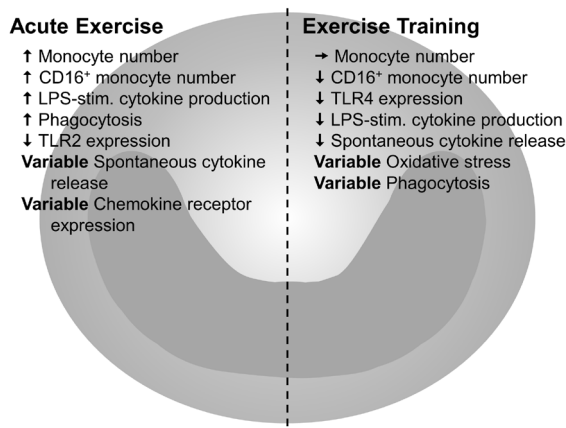 Acute Exercise
↑ Monocyte number
↑ CD16⁺ monocyte number
↑ LPS-stim. cytokine production
↑ Phagocytosis
↓ TLR2 expression
Variable Spontaneous cytokine
release
Variable Chemokine receptor
expression
Exercise Training
→ Monocyte number
↓ CD16⁺ monocyte number
↓ TLR4 expression
↓ LPS-stim. cytokine production
↓ Spontaneous cytokine release
Variable Oxidative stress
Variable Phagocytosis